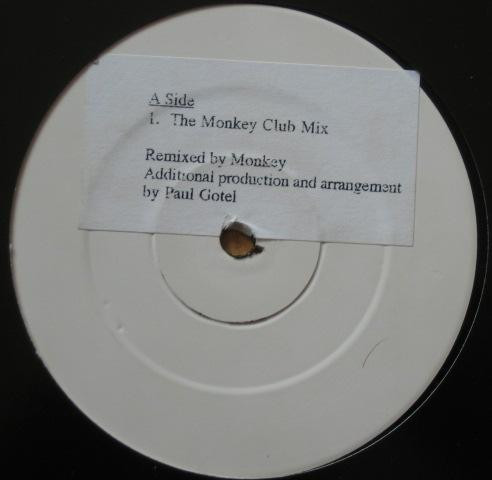 A Side
1. The Monkey Club Mix
Remixed by Monkey
Additional production and arrangement
by Paul Gotel